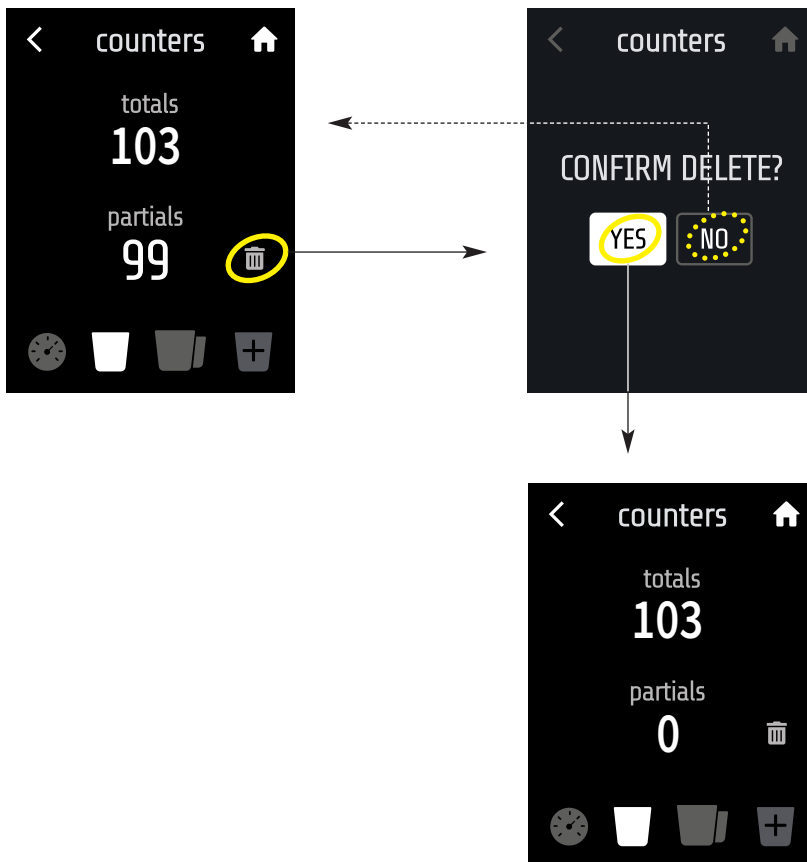 counters
totals
103
partials
99
counters
CONFIRM DELETE?
YES NO
counters
totals
103
partials
0